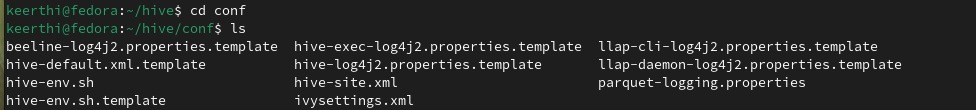 keerthi@fedora:~/hive$ cd conf
keerthi@fedora:~/hive/conf$ ls
beeline-log4j2.properties.template  hive-exec-log4j2.properties.template  llap-cli-log4j2.properties.template
hive-default.xml.template           hive-log4j2.properties.template       llap-daemon-log4j2.properties.template
hive-env.sh                         hive-site.xml                         parquet-logging.properties
hive-env.sh.template                ivysettings.xml